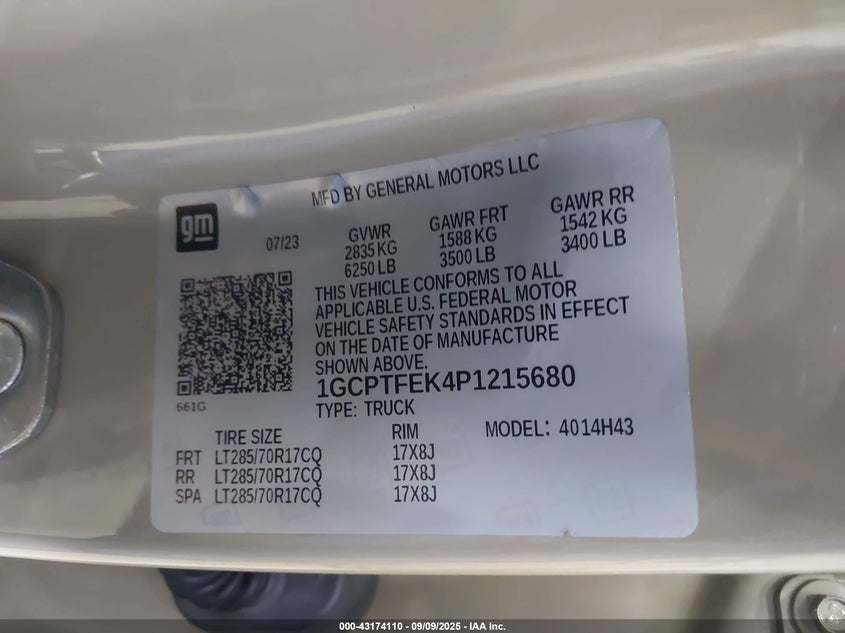 MFD BY GENERAL MOTORS LLC
gm
07/23
GVWR
2835 KG
6250 LB
GAWR FRT
1588 KG
3500 LB
GAWR RR
1542 KG
3400 LB
THIS VEHICLE CONFORMS TO ALL
APPLICABLE U.S. FEDERAL MOTOR
VEHICLE SAFETY STANDARDS IN EFFECT
ON THE DATE OF MANUFACTURE
SHOWN ABOVE.
1GCPTFEK4P1215680
661G
TYPE: TRUCK
MODEL: 4014H43
TIRE SIZE RIM
FRT LT285/70R17CQ 17X8J
RR LT285/70R17CQ 17X8J
SPA LT285/70R17CQ 17X8J
000-43174110 - 09/09/2025 - IAA Inc.